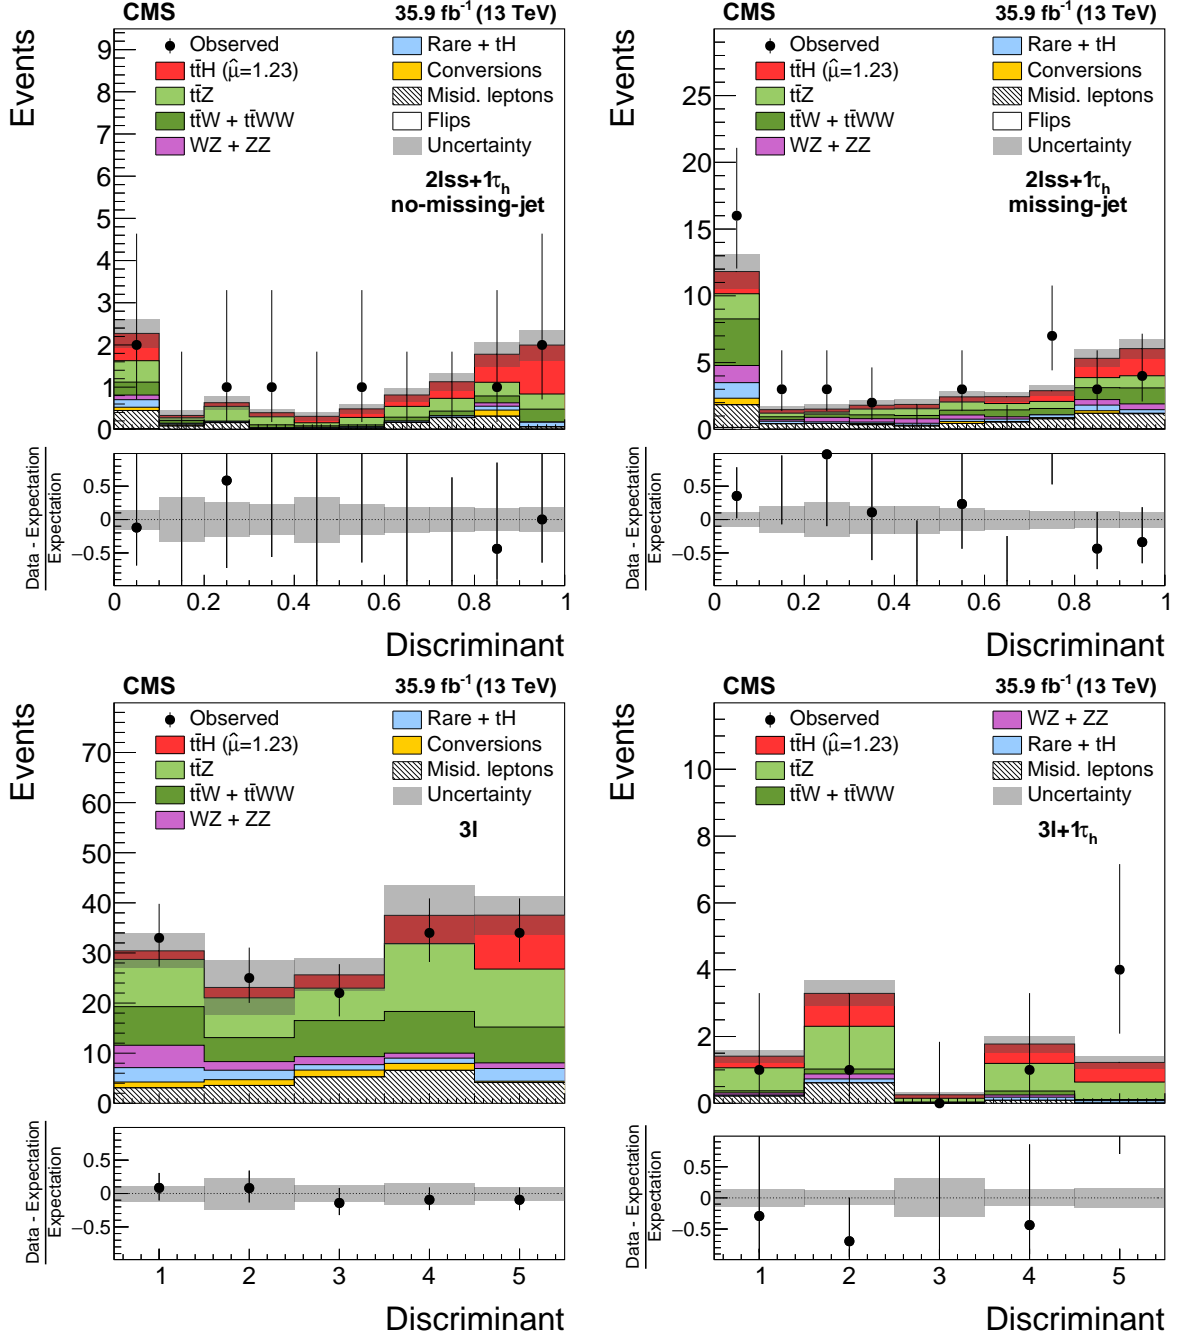 CMS 35.9 fb⁻¹ (13 TeV)
Events
9
8
7
6
5
4
3
2
1
0
Observed
tt̄H (μ̂=1.23)
tt̄Z
tt̄W + tt̄WW
WZ + ZZ
Rare + tH
Conversions
Misid. leptons
Flips
Uncertainty
2lss+1τh
no-missing-jet
Data - Expectation
Expectation
0.5
0
−0.5
0 0.2 0.4 0.6 0.8 1
Discriminant
CMS 35.9 fb⁻¹ (13 TeV)
Events
25
20
15
10
5
0
Observed
tt̄H (μ̂=1.23)
tt̄Z
tt̄W + tt̄WW
WZ + ZZ
Rare + tH
Conversions
Misid. leptons
Flips
Uncertainty
2lss+1τh
missing-jet
Data - Expectation
Expectation
0.5
0
−0.5
0 0.2 0.4 0.6 0.8 1
Discriminant
CMS 35.9 fb⁻¹ (13 TeV)
Events
70
60
50
40
30
20
10
0
Observed
tt̄H (μ̂=1.23)
tt̄Z
tt̄W + tt̄WW
WZ + ZZ
Rare + tH
Conversions
Misid. leptons
Uncertainty
3l
Data - Expectation
Expectation
0.5
0
−0.5
1 2 3 4 5
Discriminant
CMS 35.9 fb⁻¹ (13 TeV)
Events
10
8
6
4
2
0
Observed
tt̄H (μ̂=1.23)
tt̄Z
tt̄W + tt̄WW
WZ + ZZ
Rare + tH
Misid. leptons
Uncertainty
3l+1τh
Data - Expectation
Expectation
0.5
0
−0.5
1 2 3 4 5
Discriminant